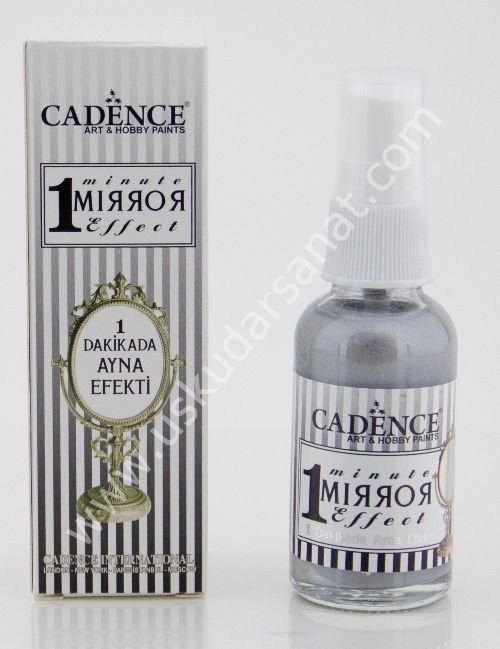 CADENCE®
ART & HOBBY PAINTS
1 minute
MIRROR
Effect
1
DAKİKADA
AYNA
EFEKTİ
CADENCE INTERNATIONAL
CADENCE
ART & HOBBY PAINTS
1 minute
MIRROR
Effect
1 Dakikada Ayna Efekti
www.uskudarsanat.com